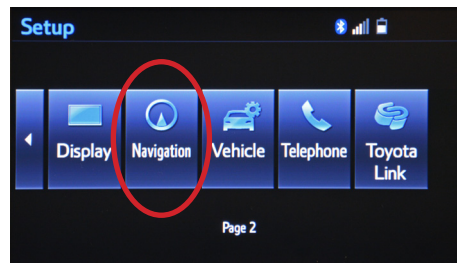 Setup
Display
Navigation
Vehicle
Telephone
Toyota
Link
Page 2